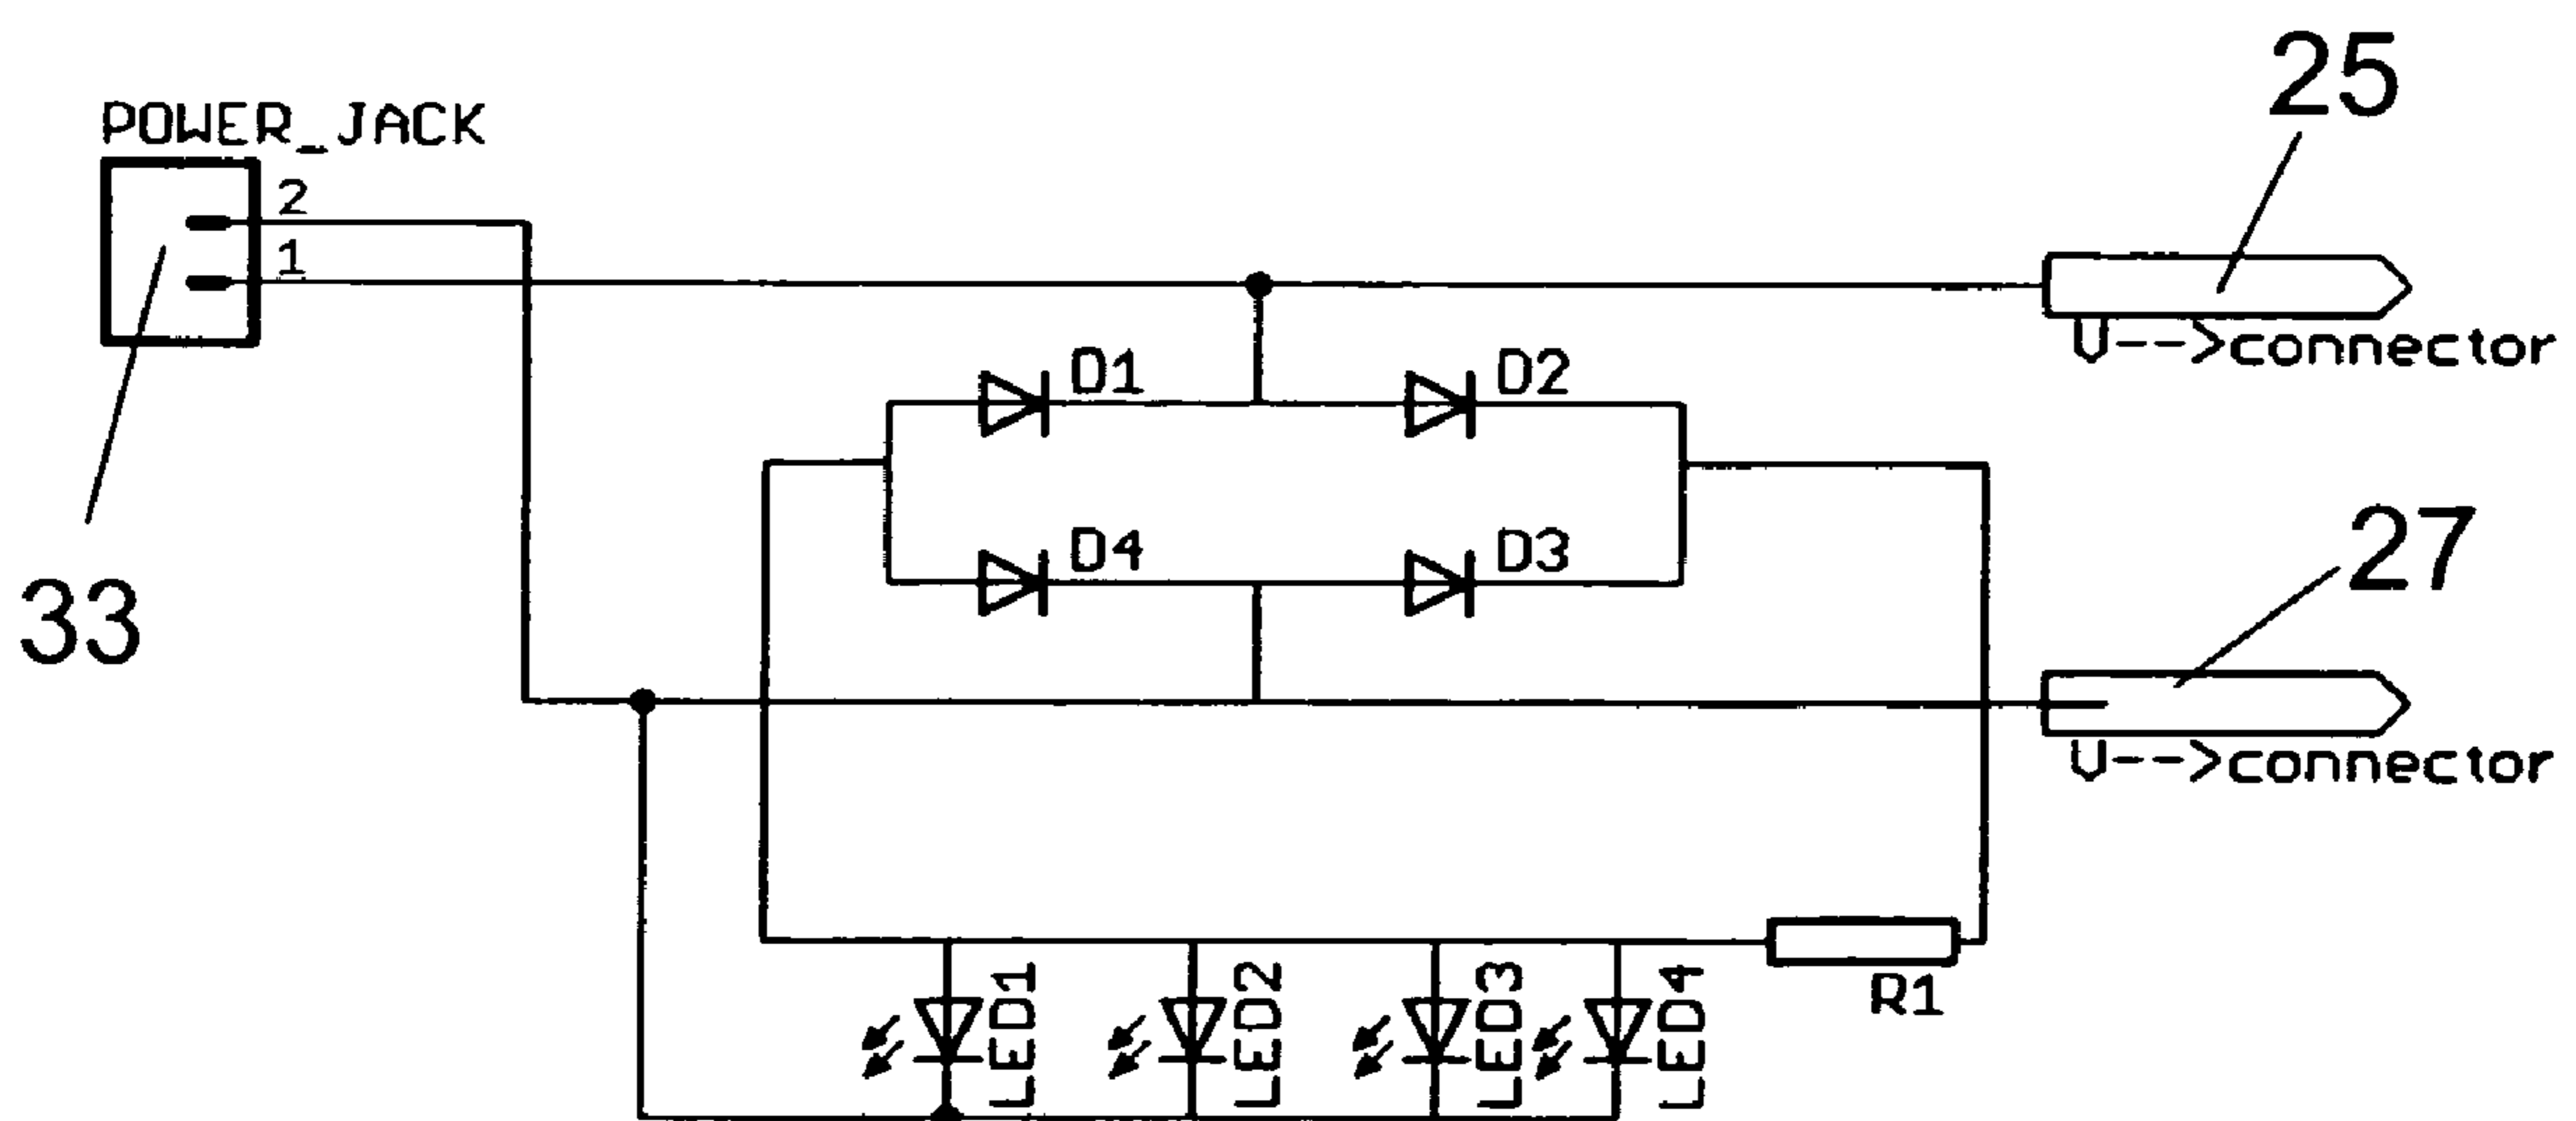 25
POWER_JACK
2
1
V-->connector
D1
D2
27
D4
D3
33
V-->connector
LED1
LED2
LED3
LED4
R1